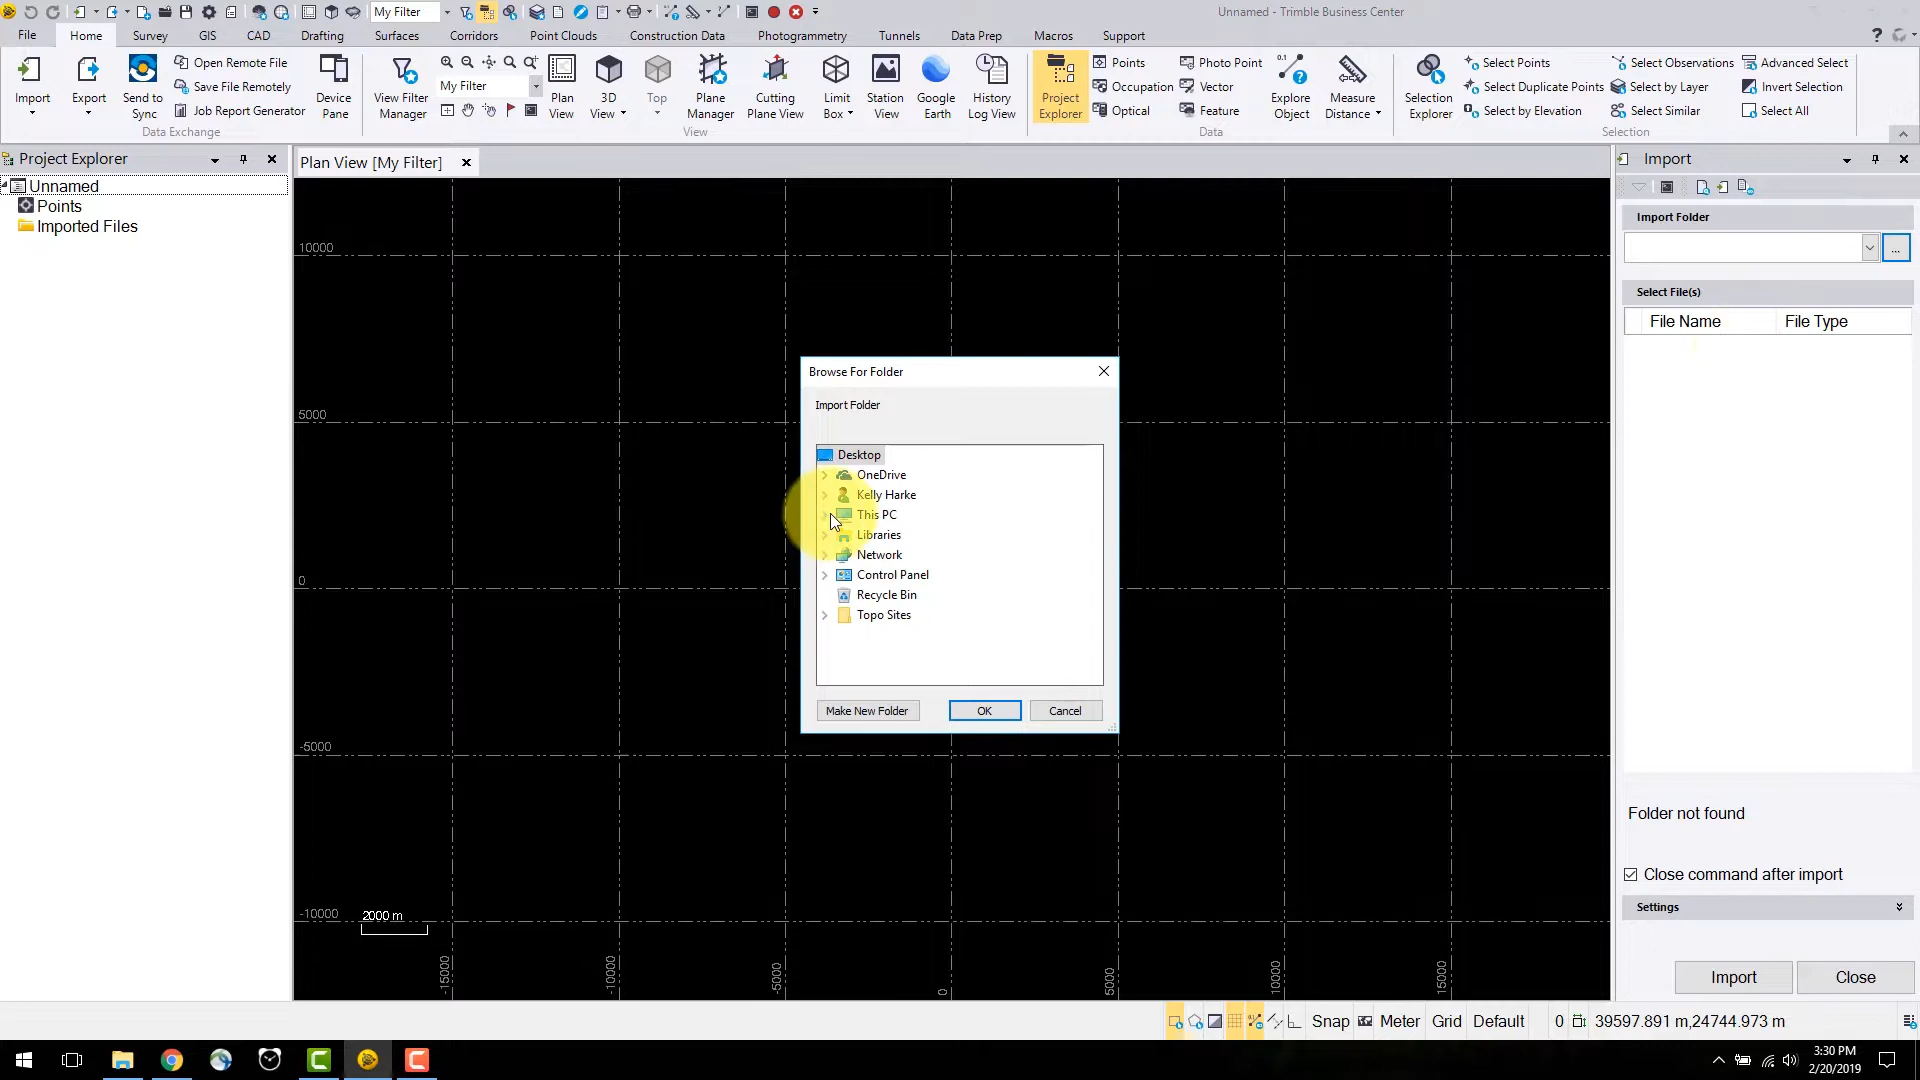 My Filter
Unnamed - Trimble Business Center
File Home Survey GIS CAD Drafting Surfaces Corridors Point Clouds Construction Data Photogrammetry Tunnels Data Prep Macros Support
Import
Export
Send to Sync
Open Remote File
Save File Remotely
Job Report Generator
Device Pane
Data Exchange
View Filter Manager
My Filter
Plan View
3D View
Top
Plane Manager
Cutting Plane View
Limit Box
Station View
Google Earth
History Log View
View
Project Explorer
Points
Occupation
Optical
Photo Point
Vector
Feature
Explore Object
Measure Distance
Data
Selection Explorer
Select Points
Select Duplicate Points
Select by Elevation
Select Observations
Select by Layer
Select Similar
Advanced Select
Invert Selection
Select All
Selection
Project Explorer
Unnamed
Points
Imported Files
Plan View [My Filter]
10000
5000
0
-5000
-10000
2000 m
-15000
-10000
-5000
0
5000
10000
15000
Browse For Folder
Import Folder
Desktop
OneDrive
Kelly Harke
This PC
Libraries
Network
Control Panel
Recycle Bin
Topo Sites
Make New Folder OK Cancel
Import
Import Folder
...
Select File(s)
File Name File Type
Folder not found
Close command after import
Settings
Import Close
Snap Meter Grid Default 0 39597.891 m,24744.973 m
3:30 PM
2/20/2019